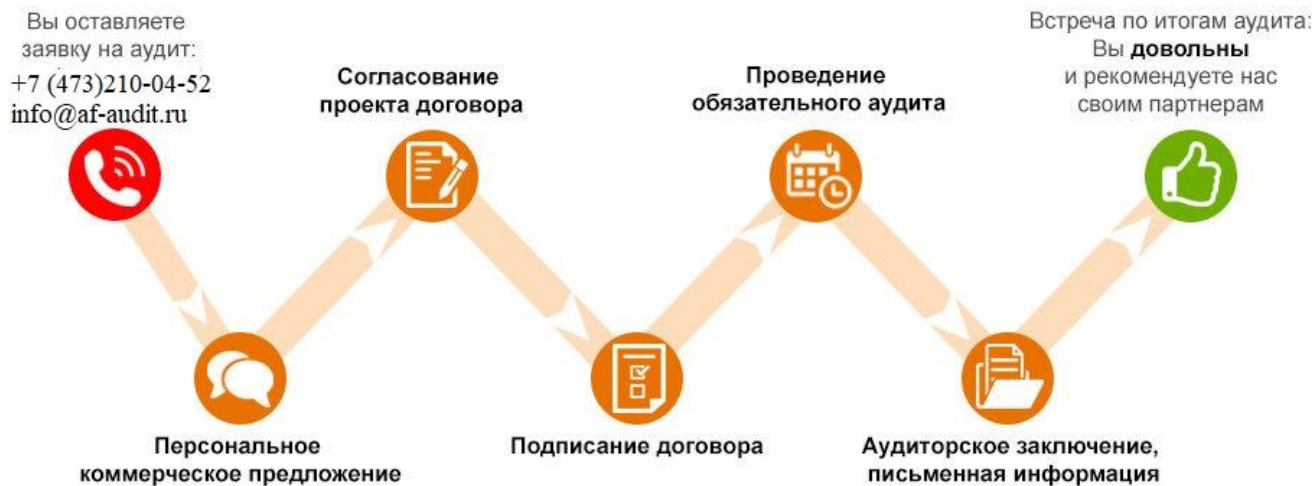 Вы оставляете
заявку на аудит:
+7 (473)210-04-52
info@af-audit.ru
Персональное
коммерческое предложение
Согласование
проекта договора
Подписание договора
Проведение
обязательного аудита
Аудиторское заключение,
письменная информация
Встреча по итогам аудита:
Вы довольны
и рекомендуете нас
своим партнерам